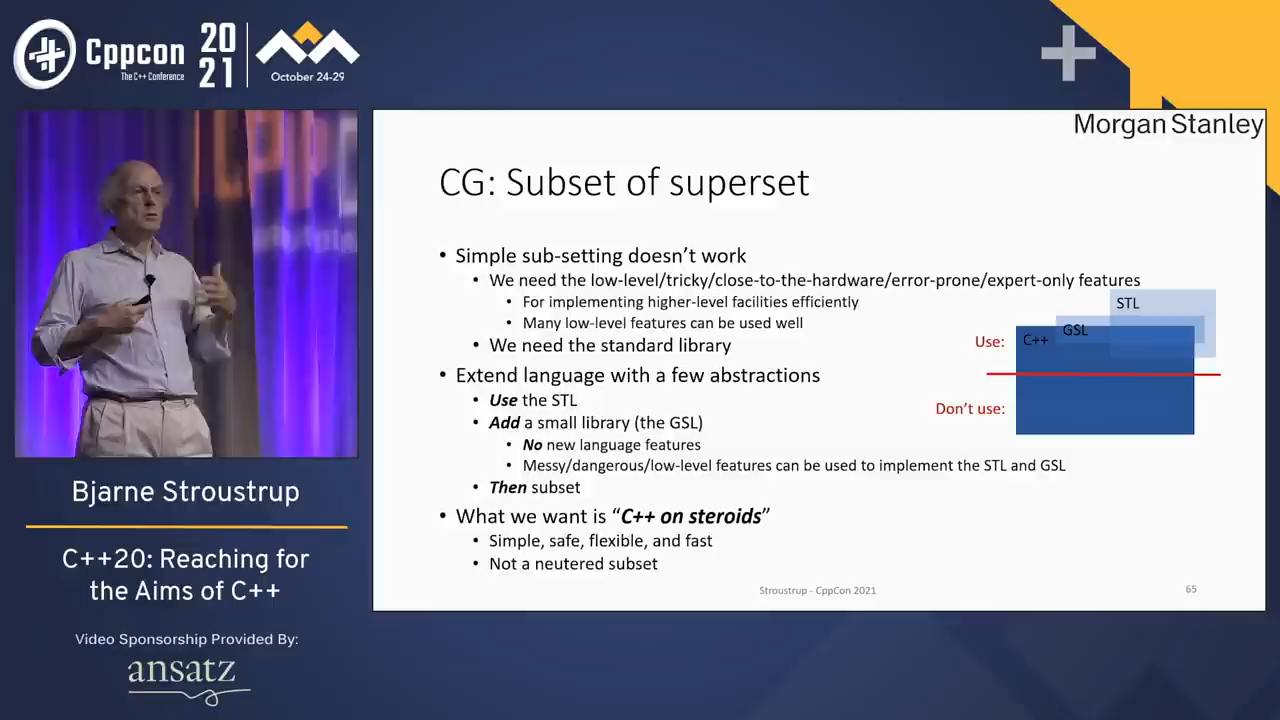 Cppcon
The C++ Conference
20
21
October 24-29
Morgan Stanley
CG: Subset of superset
• Simple sub-setting doesn't work
• We need the low-level/tricky/close-to-the-hardware/error-prone/expert-only features
• For implementing higher-level facilities efficiently
• Many low-level features can be used well
• We need the standard library
• Extend language with a few abstractions
• Use the STL
• Add a small library (the GSL)
• No new language features
• Messy/dangerous/low-level features can be used to implement the STL and GSL
• Then subset
• What we want is “C++ on steroids”
• Simple, safe, flexible, and fast
• Not a neutered subset
STL
GSL
C++
Use:
Don't use:
Stroustrup - CppCon 2021
65
Bjarne Stroustrup
C++20: Reaching for
the Aims of C++
Video Sponsorship Provided By:
ansatz